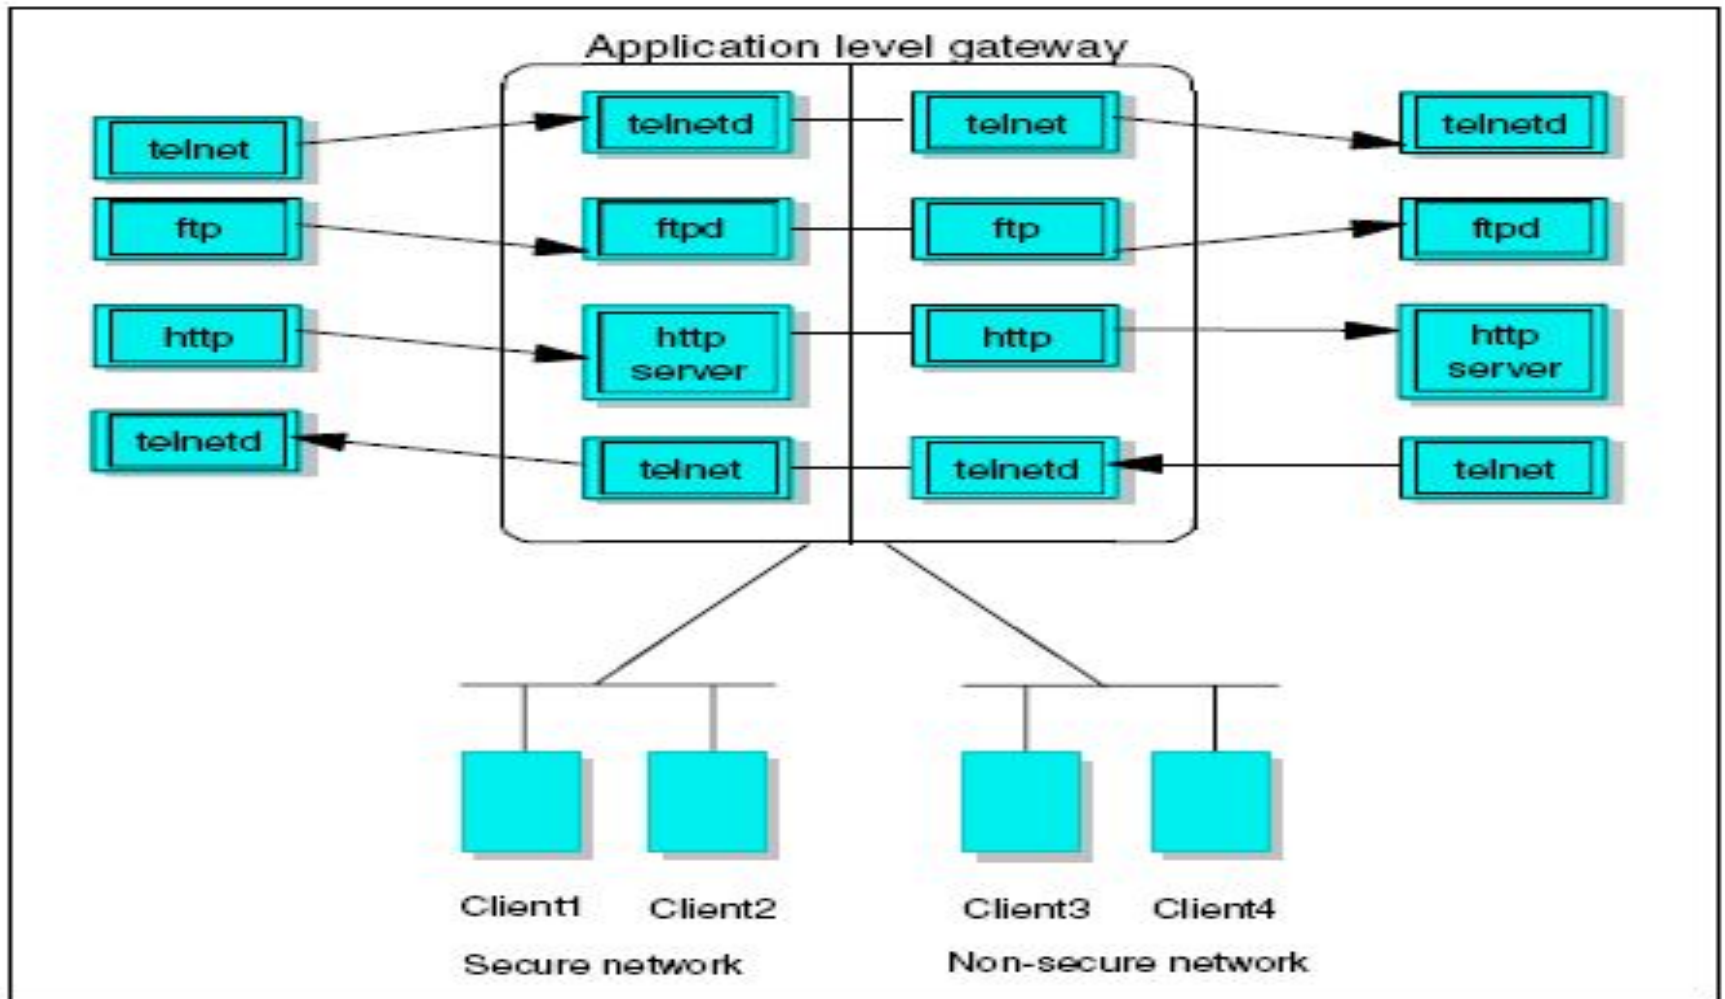 Application level gateway
telnet
telnetd
telnet
telnetd
ftp
ftpd
ftp
ftpd
http
http
server
http
http
server
telnetd
telnet
telnetd
telnet
Client1
Client2
Client3
Client4
Secure network
Non-secure network